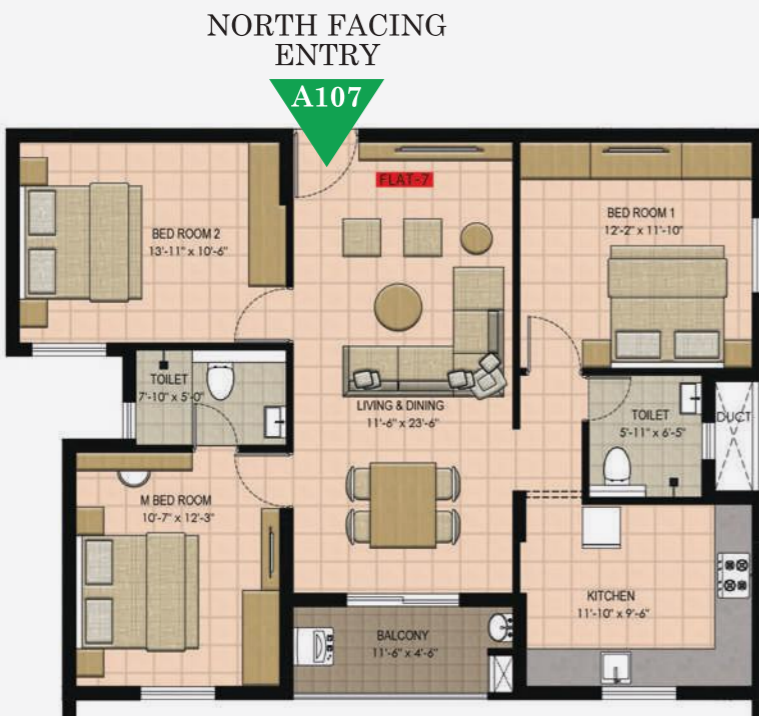 NORTH FACING
ENTRY
A107
FLAT-7
BED ROOM 2
13'-11" x 10'-6"
BED ROOM 1
12'-2" x 11'-10"
TOILET
7'-10" x 5'-0"
LIVING & DINING
11'-6" x 23'-6"
TOILET
5'-11" x 6'-5"
DUCT
M BED ROOM
10'-7" x 12'-3"
KITCHEN
11'-10" x 9'-6"
BALCONY
11'-6" x 4'-6"